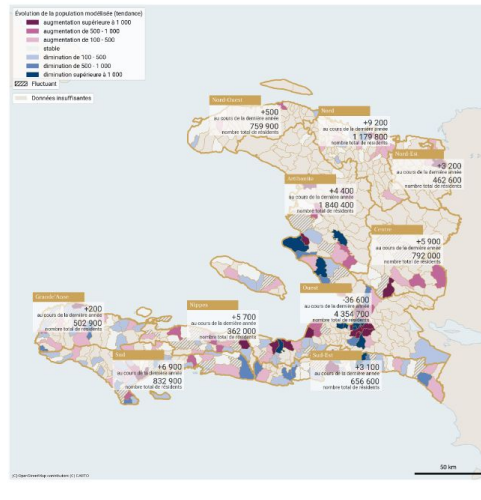 Évolution de la population modélisée (tendance)
augmentation supérieure à 1 000
augmentation de 500 - 1 000
augmentation de 100 - 500
stable
diminution de 100 - 500
diminution de 500 - 1 000
diminution supérieure à 1 000
Fluctuant
Données insuffisantes
Nord-Ouest
+500
au cours de la dernière année
759 900
nombre total de résidents
Nord
+9 200
au cours de la dernière année
1 179 800
nombre total de résidents
Nord-Est
+3 200
au cours de la dernière année
462 600
nombre total de résidents
Artibonite
+4 400
au cours de la dernière année
1 840 400
nombre total de résidents
Centre
+5 900
au cours de la dernière année
792 000
nombre total de résidents
Grande'Anse
+200
au cours de la dernière année
502 900
nombre total de résidents
Nippes
+5 700
au cours de la dernière année
362 000
nombre total de résidents
Ouest
-36 600
au cours de la dernière année
4 354 700
nombre total de résidents
Sud
+6 900
au cours de la dernière année
832 900
nombre total de résidents
Sud-Est
+3 100
au cours de la dernière année
656 600
nombre total de résidents
50 km
(C) OpenStreetMap contributors (C) CARTO